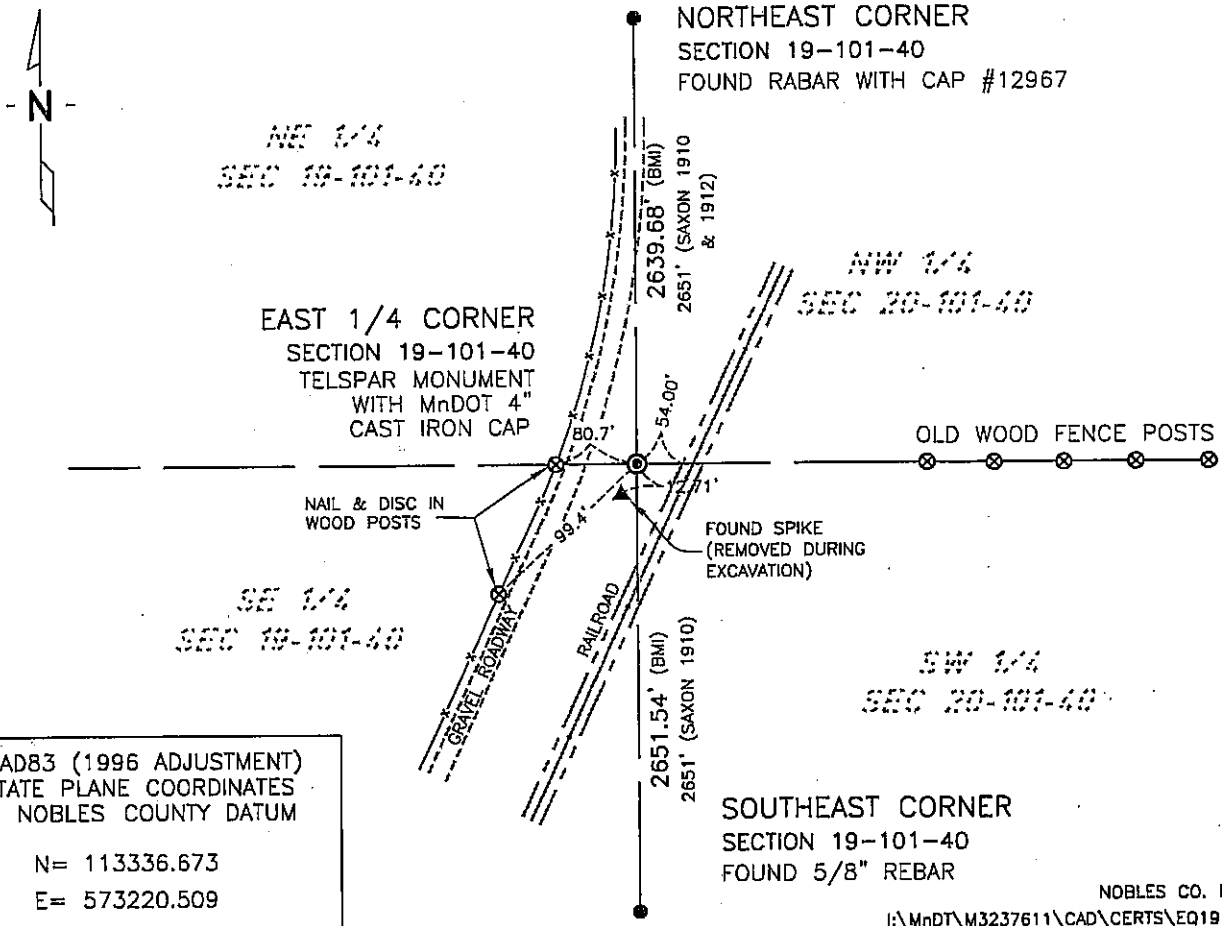 NORTHEAST CORNER
SECTION 19-101-40
FOUND RABAR WITH CAP #12967
- N -
NE 1/4
SEC 19-101-40
2639.68' (BMI)
2651' (SAXON 1910
& 1912)
NW 1/4
SEC 20-101-40
EAST 1/4 CORNER
SECTION 19-101-40
TELSPAR MONUMENT
WITH MnDOT 4"
CAST IRON CAP
80.7'
54.00'
OLD WOOD FENCE POSTS
12.71'
NAIL & DISC IN
WOOD POSTS
99.4'
FOUND SPIKE
(REMOVED DURING
EXCAVATION)
SE 1/4
SEC 19-101-40
GRAVEL ROADWAY
RAILROAD
2651.54' (BMI)
2651' (SAXON 1910)
SW 1/4
SEC 20-101-40
AD83 (1996 ADJUSTMENT)
TATE PLANE COORDINATES
NOBLES COUNTY DATUM
N= 113336.673
E= 573220.509
SOUTHEAST CORNER
SECTION 19-101-40
FOUND 5/8" REBAR
NOBLES CO.
I:\MnDT\M3237611\CAD\CERTS\EQ19